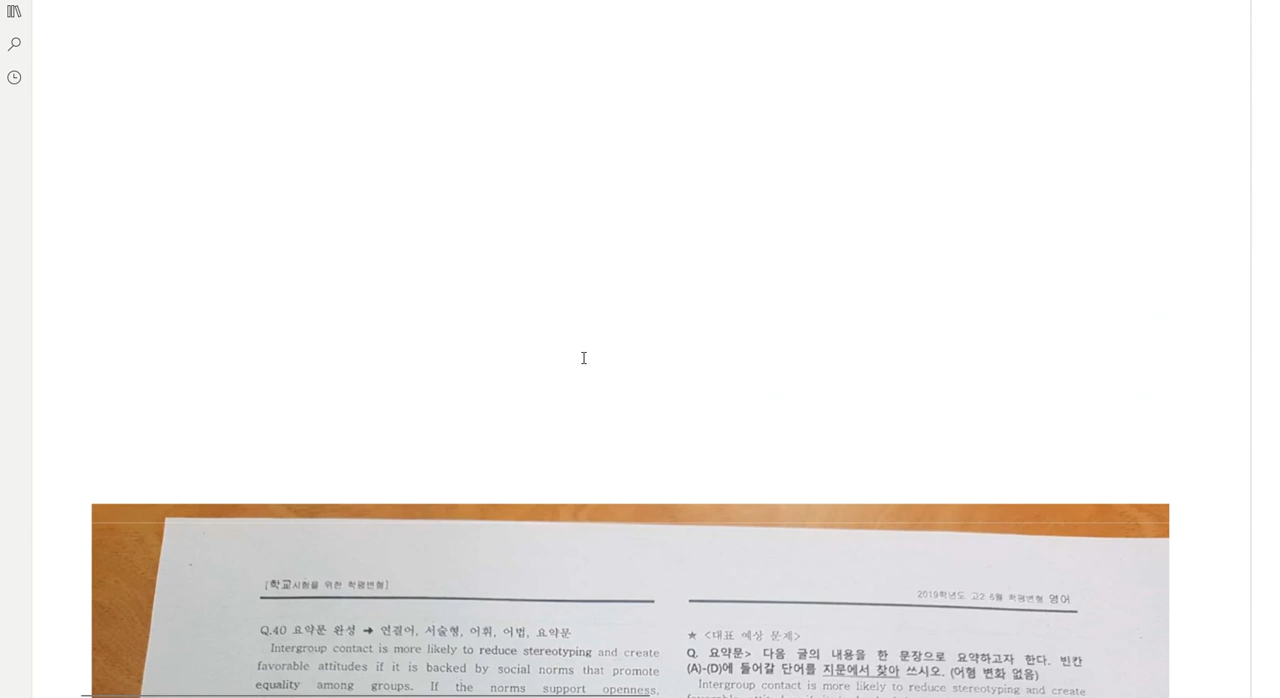 [학교시험을 위한 학평변형]
2019학년도 고2 6월 학평변형 영어
Q.40 요약문 완성 ➜ 연결어, 서술형, 어휘, 어법, 요약문
Intergroup contact is more likely to reduce stereotyping and create
favorable attitudes if it is backed by social norms that promote
equality among groups. If the norms support openness,
★ <대표 예상 문제>
Q. 요약문> 다음 글의 내용을 한 문장으로 요약하고자 한다. 빈칸
(A)-(D)에 들어갈 단어를 지문에서 찾아 쓰시오. (어형 변화 없음)
Intergroup contact is more likely to reduce stereotyping and create